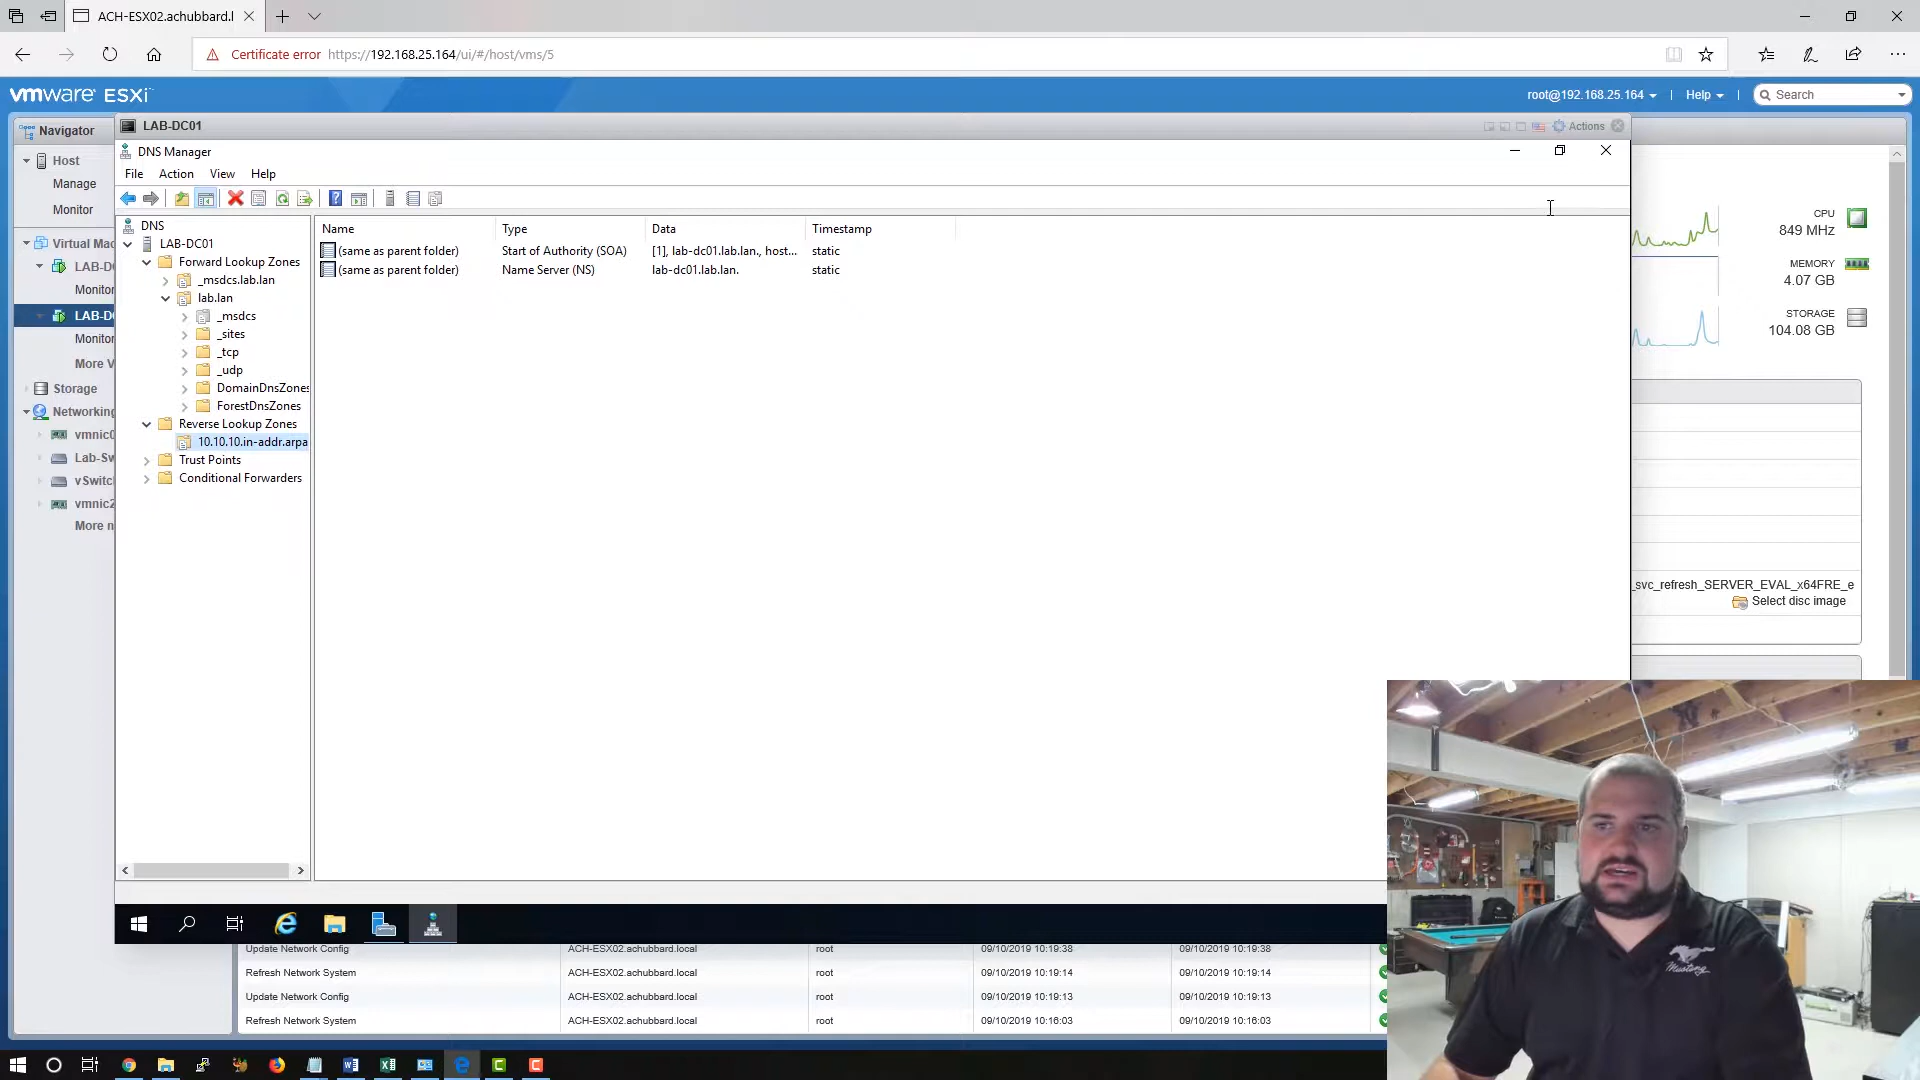 ACH-ESX02.achubbard.l
Certificate error https://192.168.25.164/ui/#/host/vms/5
vmware ESXi
root@192.168.25.164 | Help | Search
Navigator
Host
Manage
Monitor
Virtual Mac
LAB-D
Monitor
LAB-D
Monitor
More V
Storage
Networking
vmnic0
Lab-Sw
vSwitch
vmnic2
More n
LAB-DC01
Actions
DNS Manager
File Action View Help
DNS
LAB-DC01
Forward Lookup Zones
_msdcs.lab.lan
lab.lan
_msdcs
_sites
_tcp
_udp
DomainDnsZones
ForestDnsZones
Reverse Lookup Zones
10.10.10.in-addr.arpa
Trust Points
Conditional Forwarders
Name Type Data Timestamp
(same as parent folder) Start of Authority (SOA) [1], lab-dc01.lab.lan., host... static
(same as parent folder) Name Server (NS) lab-dc01.lab.lan. static
CPU
849 MHz
MEMORY
4.07 GB
STORAGE
104.08 GB
_svc_refresh_SERVER_EVAL_x64FRE_e
Select disc image
Update Network Config ACH-ESX02.achubbard.local root 09/10/2019 10:19:38 09/10/2019 10:19:38
Refresh Network System ACH-ESX02.achubbard.local root 09/10/2019 10:19:14 09/10/2019 10:19:14
Update Network Config ACH-ESX02.achubbard.local root 09/10/2019 10:19:13 09/10/2019 10:19:13
Refresh Network System ACH-ESX02.achubbard.local root 09/10/2019 10:16:03 09/10/2019 10:16:03
Mustang